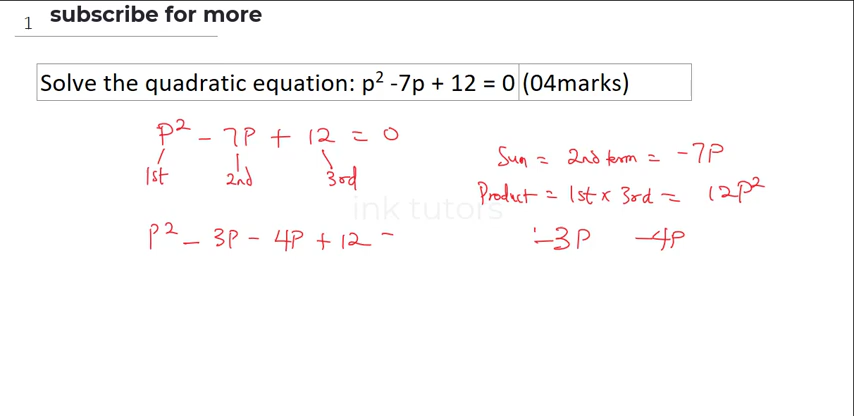 1 subscribe for more
Solve the quadratic equation: p² -7p + 12 = 0 (04marks)
P² - 7P + 12 = 0
1st 2nd 3rd
Sum = 2nd term = -7P
Product = 1st x 3rd = 12P²
ink tutors
P² - 3P - 4P + 12 =
-3P -4P